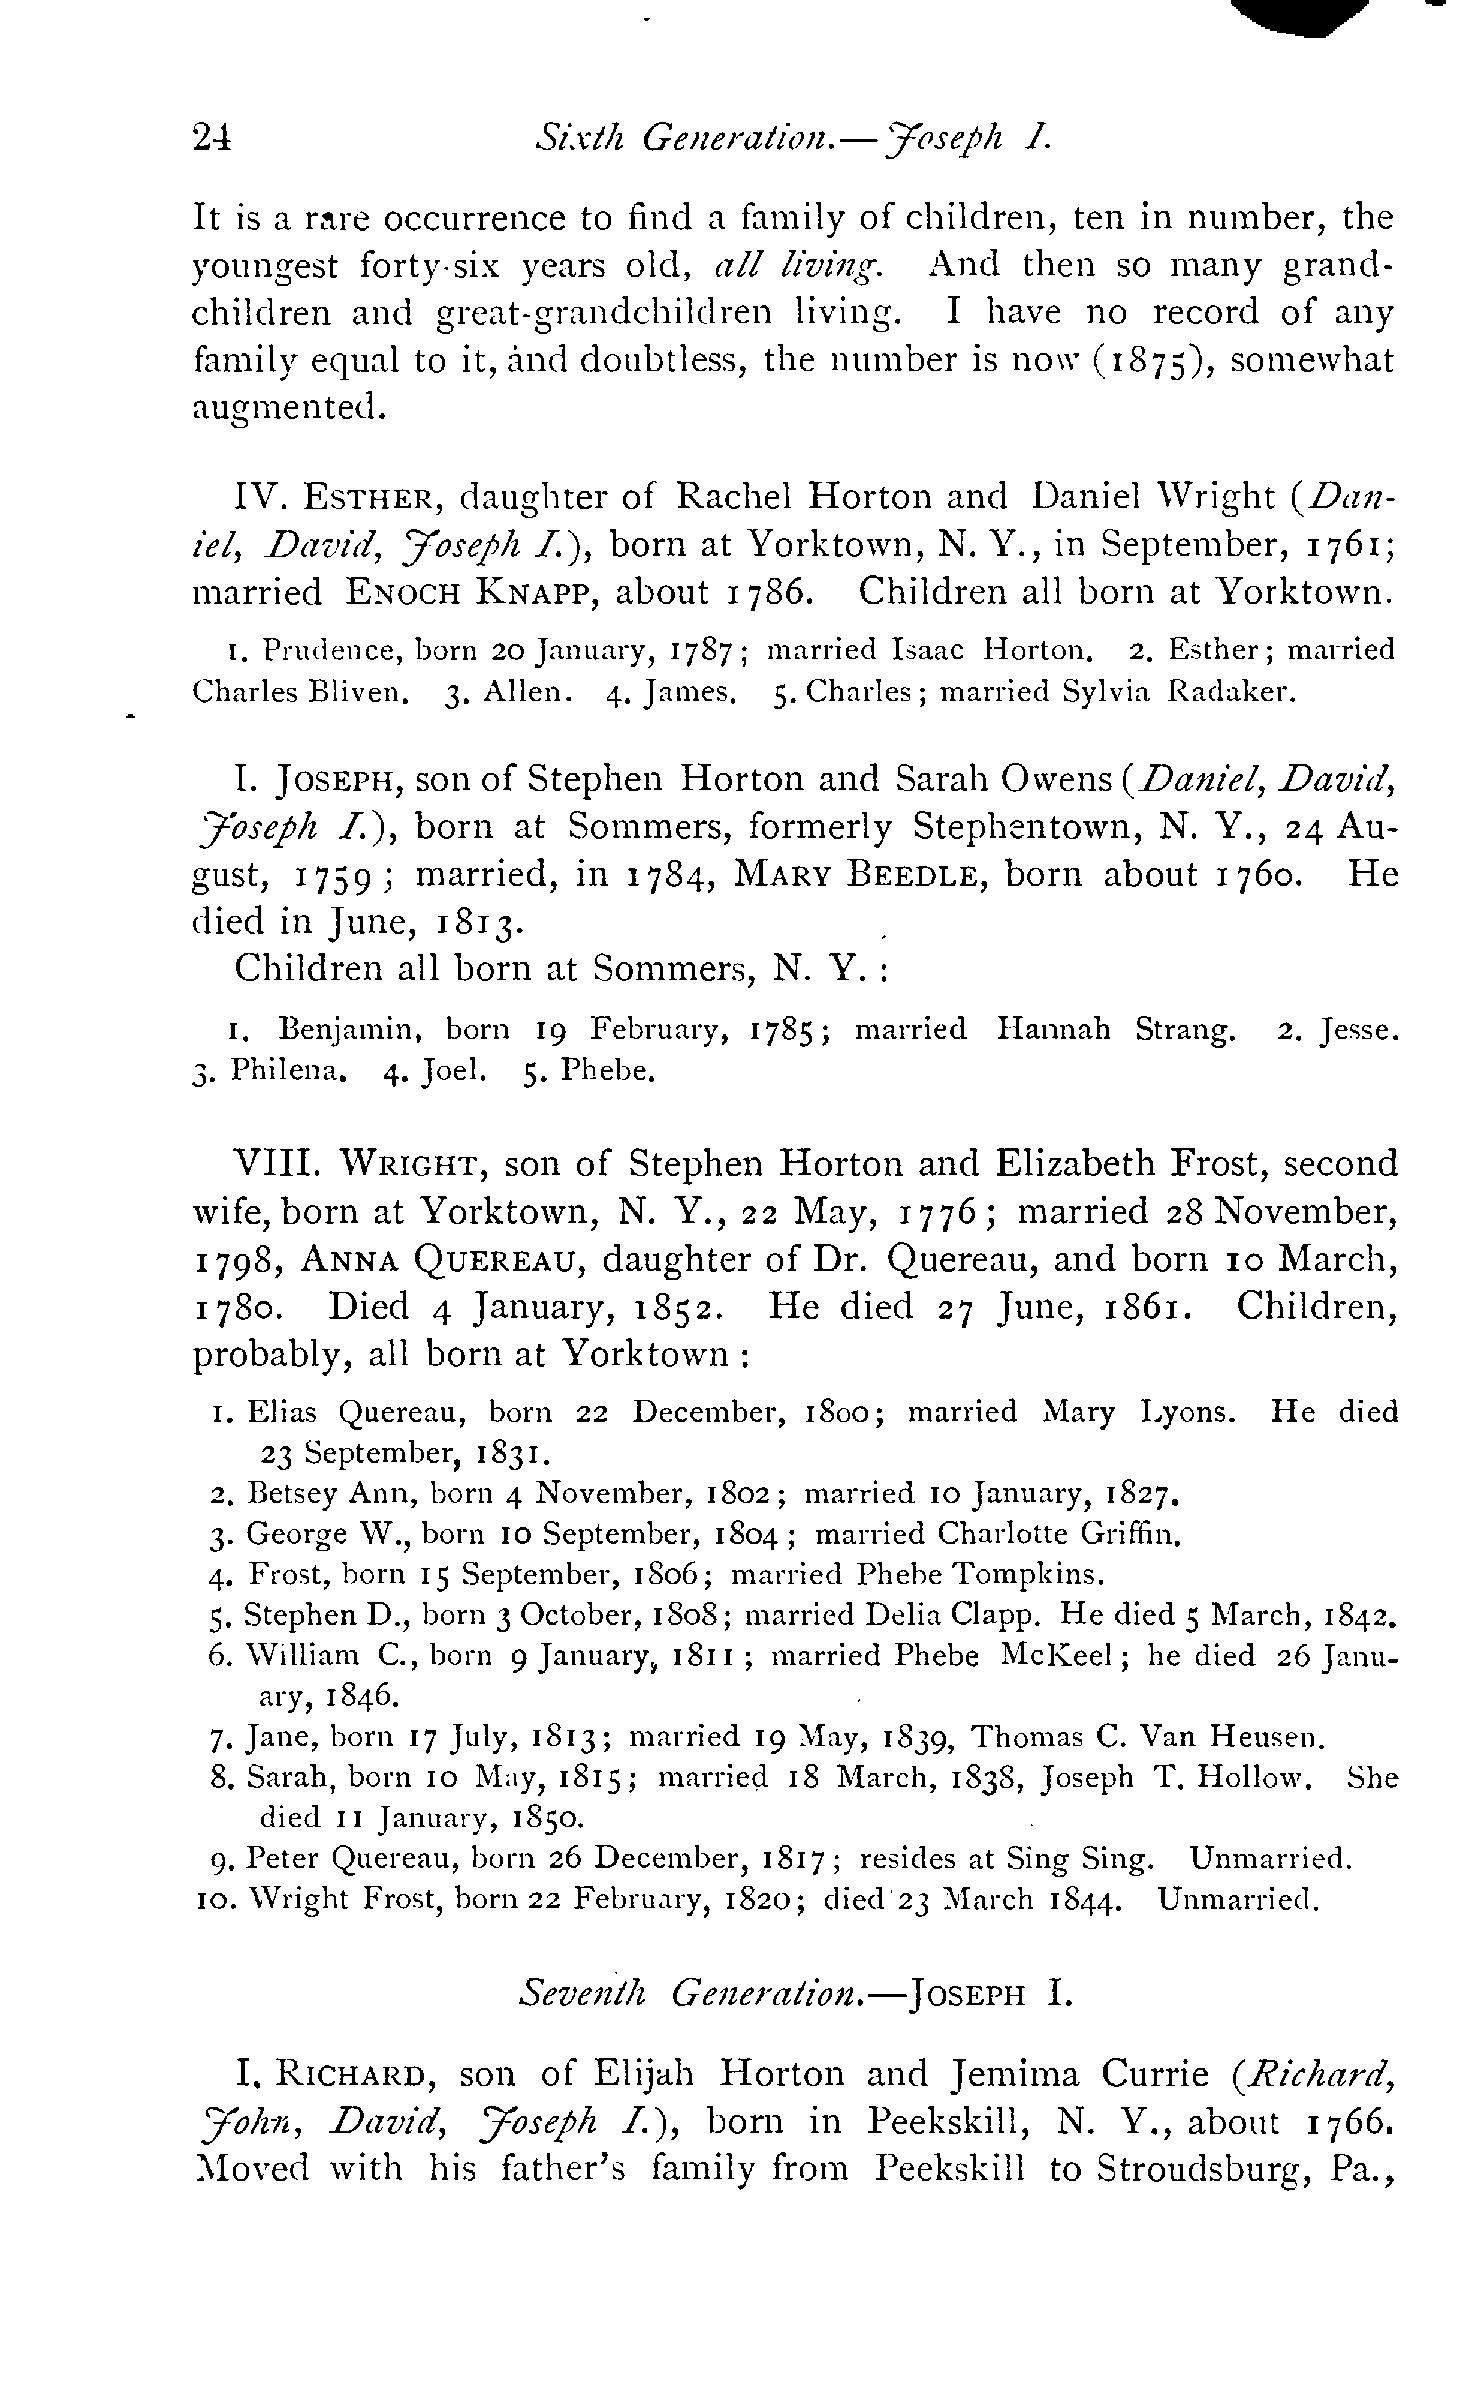 24 Sixth Generation.—Joseph I.
It is a rare occurrence to find a family of children, ten in number, the
youngest forty-six years old, all living. And then so many grand-
children and great-grandchildren living. I have no record of any
family equal to it, and doubtless, the number is now (1875), somewhat
augmented.
IV. ESTHER, daughter of Rachel Horton and Daniel Wright (Dan-
iel, David, Joseph I.), born at Yorktown, N. Y., in September, 1761;
married ENOCH KNAPP, about 1786. Children all born at Yorktown.
1. Prudence, born 20 January, 1787; married Isaac Horton. 2. Esther; married
Charles Bliven. 3. Allen. 4. James. 5. Charles; married Sylvia Radaker.
I. JOSEPH, son of Stephen Horton and Sarah Owens (Daniel, David,
Joseph I.), born at Sommers, formerly Stephentown, N. Y., 24 Au-
gust, 1759; married, in 1784, MARY BEEDLE, born about 1760. He
died in June, 1813.
Children all born at Sommers, N. Y. :
1. Benjamin, born 19 February, 1785; married Hannah Strang. 2. Jesse.
3. Philena. 4. Joel. 5. Phebe.
VIII. WRIGHT, son of Stephen Horton and Elizabeth Frost, second
wife, born at Yorktown, N. Y., 22 May, 1776; married 28 November,
1798, ANNA QUEREAU, daughter of Dr. Quereau, and born 10 March,
1780. Died 4 January, 1852. He died 27 June, 1861. Children,
probably, all born at Yorktown :
1. Elias Quereau, born 22 December, 1800; married Mary Lyons. He died
23 September, 1831.
2. Betsey Ann, born 4 November, 1802; married 10 January, 1827.
3. George W., born 10 September, 1804; married Charlotte Griffin.
4. Frost, born 15 September, 1806; married Phebe Tompkins.
5. Stephen D., born 3 October, 1808; married Delia Clapp. He died 5 March, 1842.
6. William C., born 9 January, 1811; married Phebe McKeel; he died 26 Janu-
ary, 1846.
7. Jane, born 17 July, 1813; married 19 May, 1839, Thomas C. Van Heusen.
8. Sarah, born 10 May, 1815; married 18 March, 1838, Joseph T. Hollow. She
died 11 January, 1850.
9. Peter Quereau, born 26 December, 1817; resides at Sing Sing. Unmarried.
10. Wright Frost, born 22 February, 1820; died 23 March 1844. Unmarried.
Seventh Generation.—JOSEPH I.
I. RICHARD, son of Elijah Horton and Jemima Currie (Richard,
John, David, Joseph I.), born in Peekskill, N. Y., about 1766.
Moved with his father's family from Peekskill to Stroudsburg, Pa.,